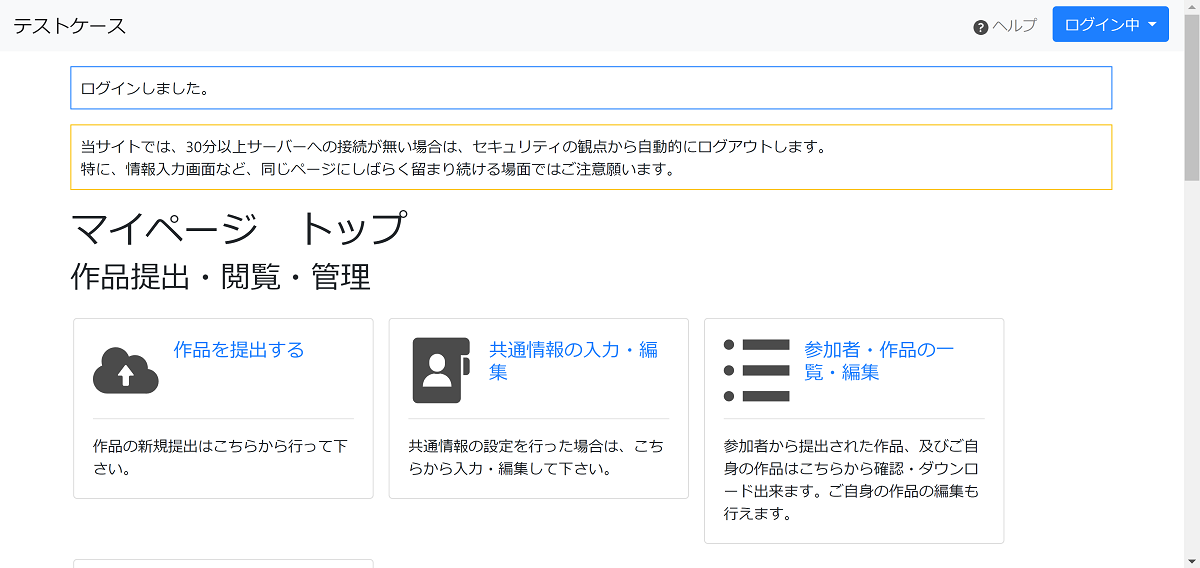 テストケース
ヘルプ
ログイン中
ログインしました。
当サイトでは、30分以上サーバーへの接続が無い場合は、セキュリティの観点から自動的にログアウトします。
特に、情報入力画面など、同じページにしばらく留まり続ける場面ではご注意願います。
マイページ　トップ
作品提出・閲覧・管理
作品を提出する
作品の新規提出はこちらから行って下
さい。
共通情報の入力・編
集
共通情報の設定を行った場合は、こち
らから入力・編集して下さい。
参加者・作品の一
覧・編集
参加者から提出された作品、及びご自
身の作品はこちらから確認・ダウンロ
ード出来ます。ご自身の作品の編集も
行えます。